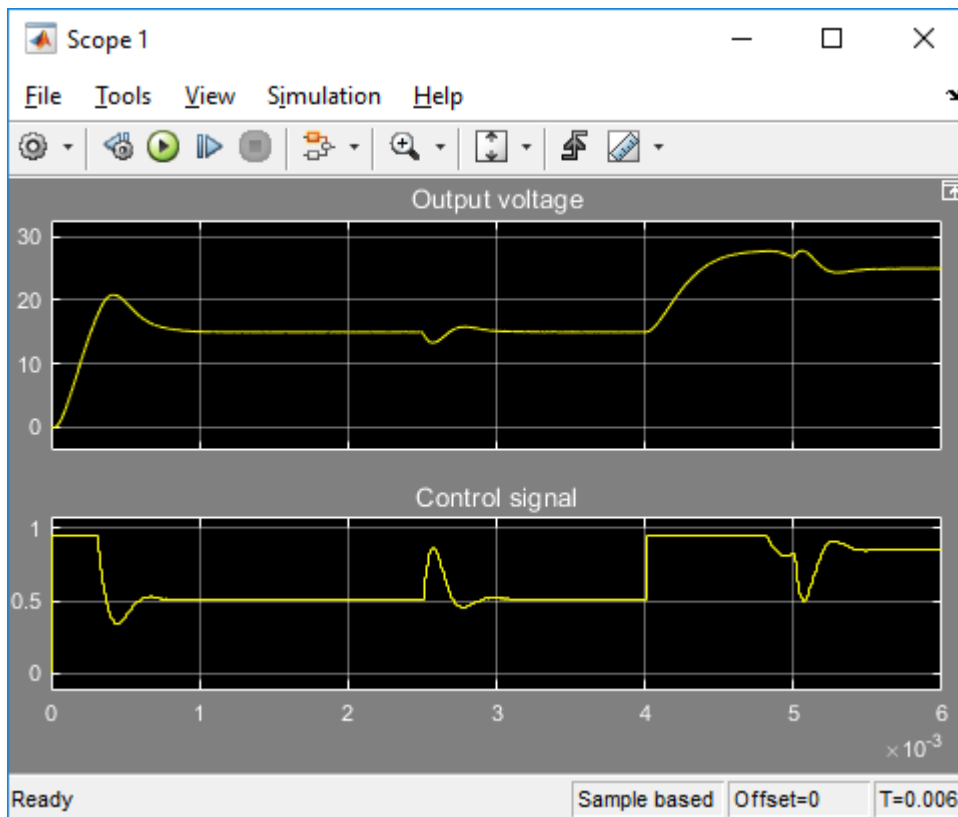 Scope 1
File Tools View Simulation Help
Output voltage
30
20
10
0
Control signal
1
0.5
0
0 1 2 3 4 5 6
×10-3
Ready Sample based Offset=0 T=0.006